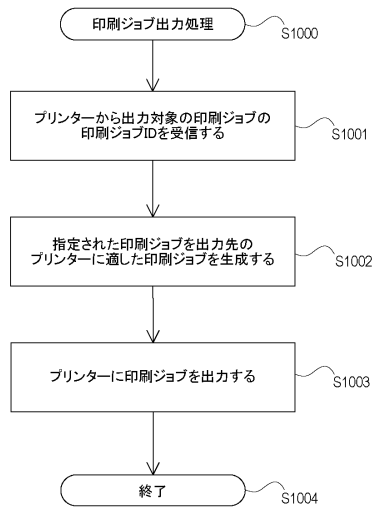 印刷ジョブ出力処理
S1000
プリンターから出力対象の印刷ジョブの
印刷ジョブIDを受信する
S1001
指定された印刷ジョブを出力先の
プリンターに適した印刷ジョブを生成する
S1002
プリンターに印刷ジョブを出力する
S1003
終了
S1004